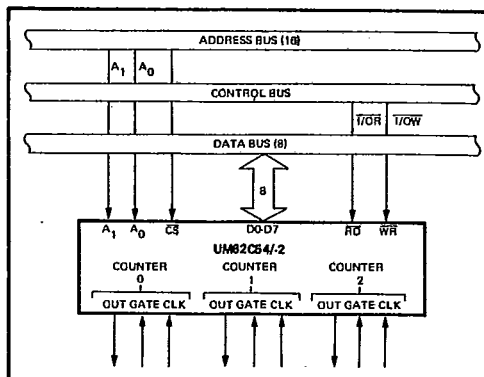 ADDRESS BUS (16)
A1 A0
CONTROL BUS
I/OR I/OW
DATA BUS (8)
8
A1 A0 CS D0-D7 RD WR
UM82C54/-2
COUNTER COUNTER COUNTER
0 1 2
OUT GATE CLK OUT GATE CLK OUT GATE CLK